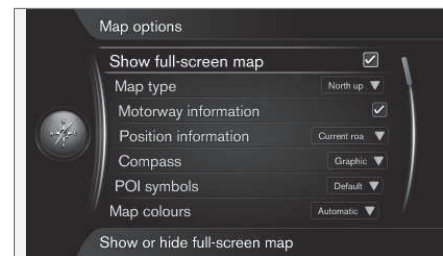 Map options
Show full-screen map
Map type North up
Motorway information
Position information Current roa
Compass Graphic
POI symbols Default
Map colours Automatic
Show or hide full-screen map